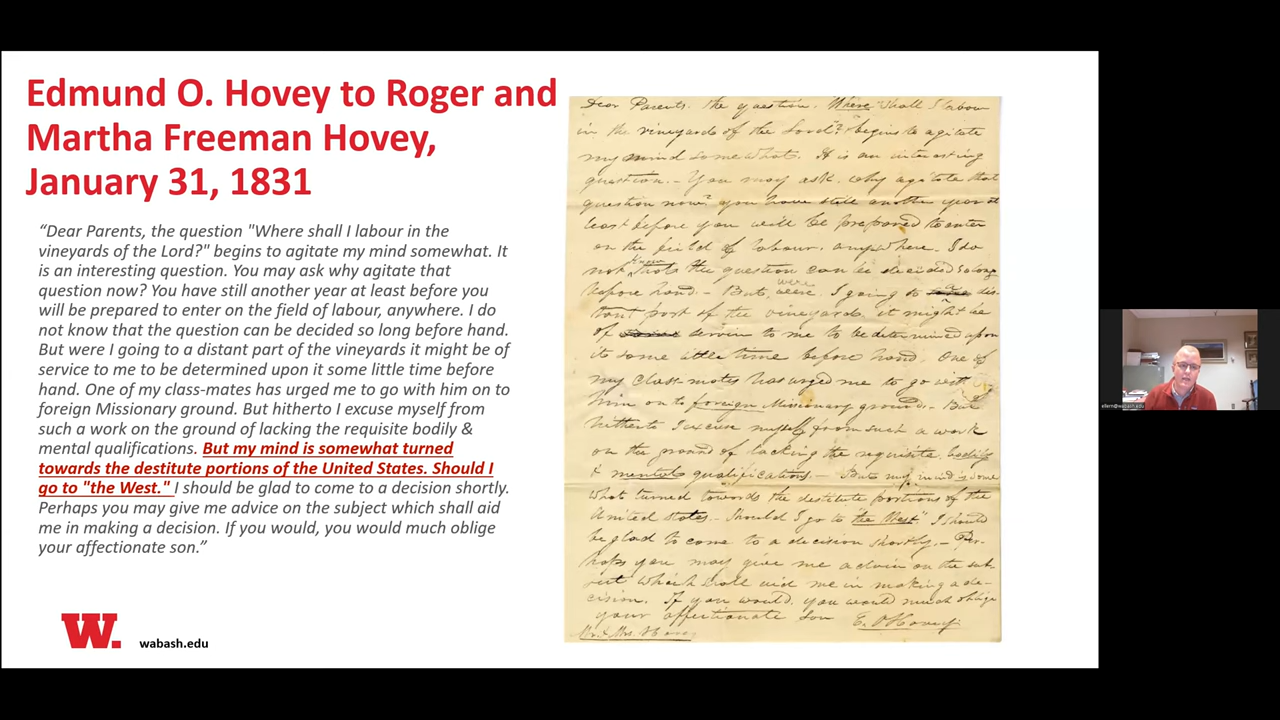 Edmund O. Hovey to Roger and
Martha Freeman Hovey,
January 31, 1831
“Dear Parents, the question "Where shall I labour in the
vineyards of the Lord?" begins to agitate my mind somewhat. It
is an interesting question. You may ask why agitate that
question now? You have still another year at least before you
will be prepared to enter on the field of labour, anywhere. I do
not know that the question can be decided so long before hand.
But were I going to a distant part of the vineyards it might be of
service to me to be determined upon it some little time before
hand. One of my class-mates has urged me to go with him on to
foreign Missionary ground. But hitherto I excuse myself from
such a work on the ground of lacking the requisite bodily &
mental qualifications. But my mind is somewhat turned
towards the destitute portions of the United States. Should I
go to "the West." I should be glad to come to a decision shortly.
Perhaps you may give me advice on the subject which shall aid
me in making a decision. If you would, you would much oblige
your affectionate son.”
W.
wabash.edu
Dear Parents. The question. "Where shall I labour
in the vineyards of the Lord?" begins to agitate
my mind somewhat. It is an interesting
question. – You may ask. why agitate that
question now? you have still another year at
least before you will be prepared to enter
on the field of labour. anywhere. I do
not know that the question can be decided so long
before hand. – But, were I going to a dis-
tant part of the vineyards. it might be
of service to me to be determined upon
it some little time before hand. One of
my class-mates has urged me to go with
him on to foreign Missionary ground. – But
hitherto I excuse myself from such a work
on the ground of lacking the requisite bodily
& mental qualifications. – But my mind is some
what turned towards the destitute portions of the
United States. – Should I go to "the West" I should
be glad to come to a decision shortly. – Per-
haps you may give me advice on the sub-
ject which shall aid me in making a de-
cision. If you would, you would much oblige
your affectionate son E. O Hovey
Mr. & Mrs. Hovey
ellern@wabash.edu